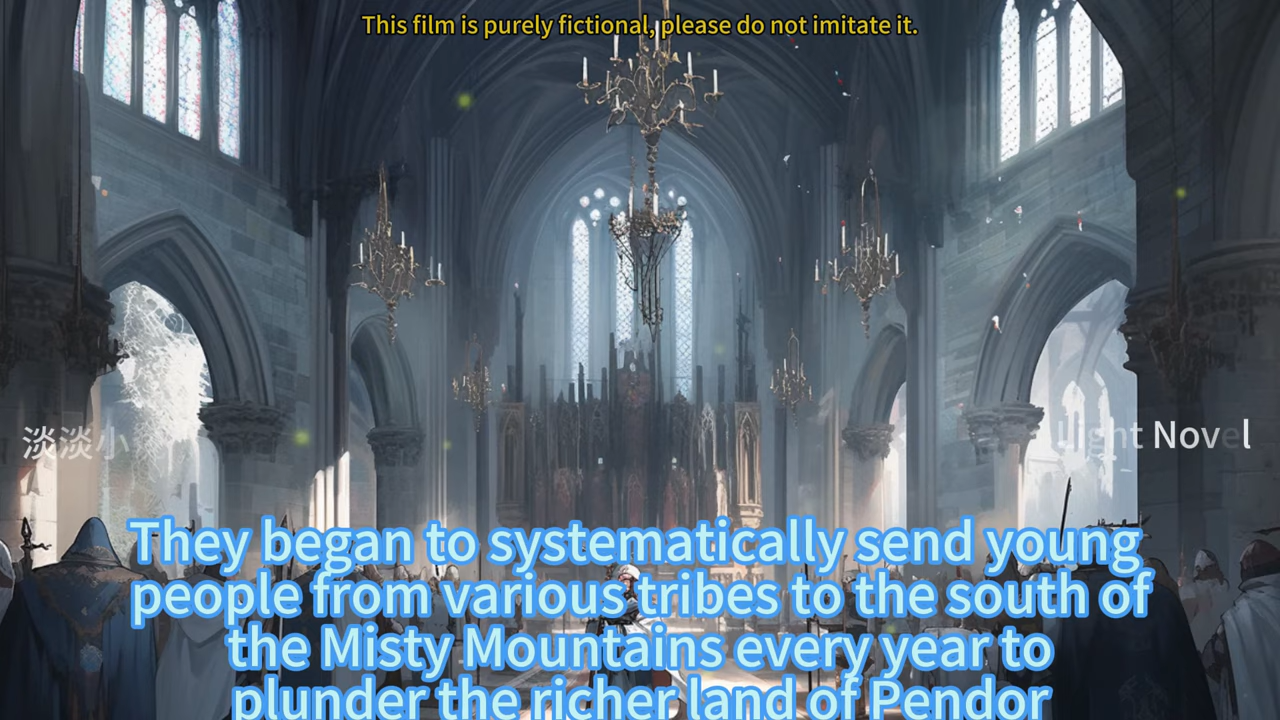 This film is purely fictional, please do not imitate it.
淡淡小
Light Novel
They began to systematically send young
people from various tribes to the south of
the Misty Mountains every year to
plunder the richer land of Pendor